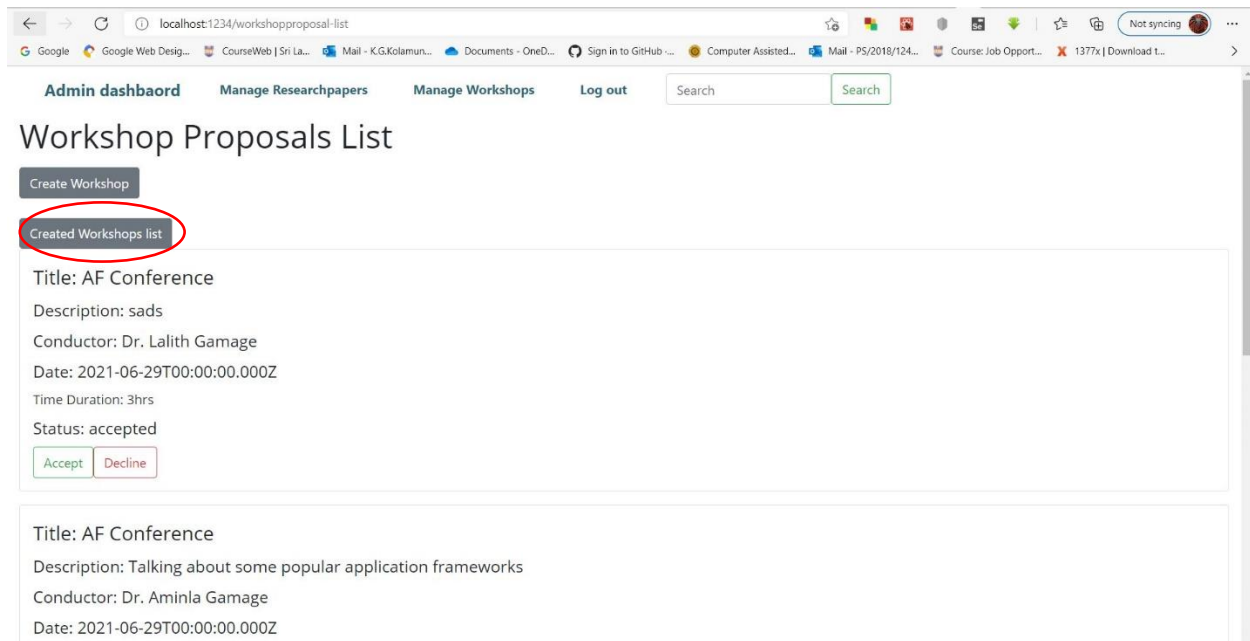 localhost:1234/workshopproposal-list
Not syncing
Google Google Web Desig... CourseWeb | Sri La... Mail - K.G.Kolamun... Documents - OneD... Sign in to GitHub ·... Computer Assisted... Mail - PS/2018/124... Course: Job Opport... 1377x | Download t...
Admin dashbaord Manage Researchpapers Manage Workshops Log out Search Search
Workshop Proposals List
Create Workshop
Created Workshops list
Title: AF Conference
Description: sads
Conductor: Dr. Lalith Gamage
Date: 2021-06-29T00:00:00.000Z
Time Duration: 3hrs
Status: accepted
Accept Decline
Title: AF Conference
Description: Talking about some popular application frameworks
Conductor: Dr. Aminla Gamage
Date: 2021-06-29T00:00:00.000Z